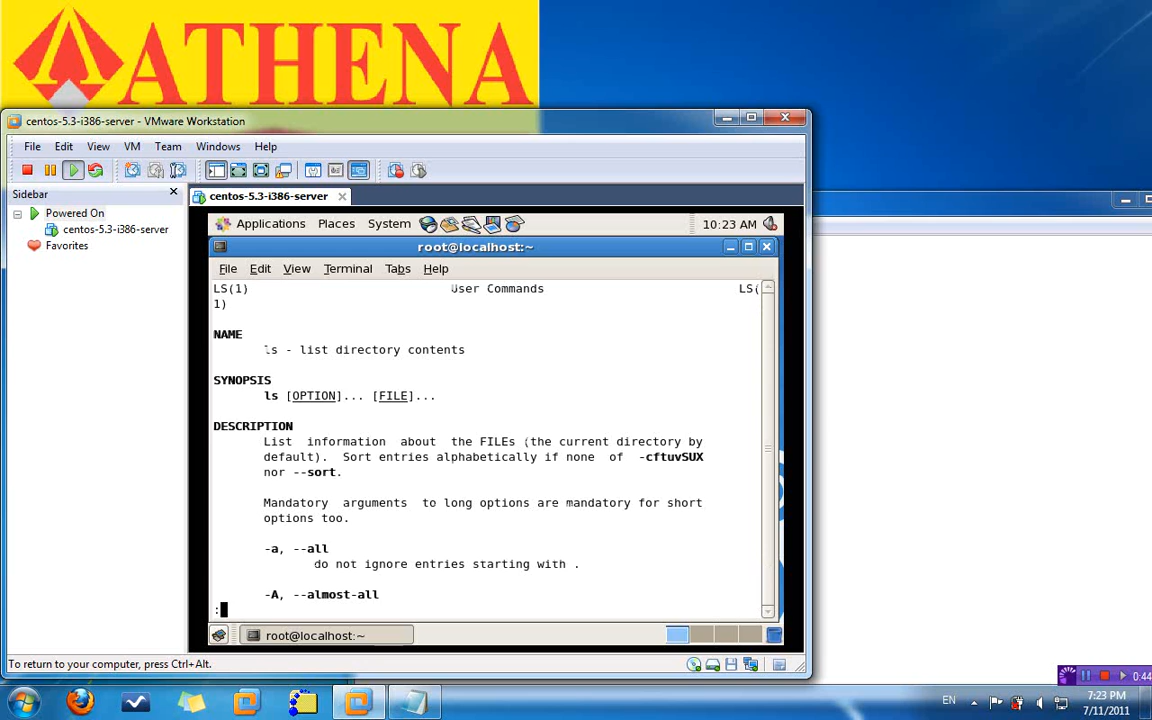 ATHENA
centos-5.3-i386-server - VMware Workstation
File Edit View VM Team Windows Help
Sidebar
Powered On
centos-5.3-i386-server
Favorites
centos-5.3-i386-server
Applications Places System 10:23 AM
root@localhost:~
File Edit View Terminal Tabs Help
LS(1) User Commands LS(
1)
NAME
ls - list directory contents
SYNOPSIS
ls [OPTION]... [FILE]...
DESCRIPTION
List information about the FILEs (the current directory by
default). Sort entries alphabetically if none of -cftuvSUX
nor --sort.
Mandatory arguments to long options are mandatory for short
options too.
-a, --all
do not ignore entries starting with .
-A, --almost-all
:
root@localhost:~
To return to your computer, press Ctrl+Alt.
0:44
EN
7:23 PM
7/11/2011